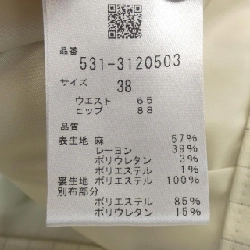 品番
531-3120503
サイズ 38
ウエスト 65
ヒップ 88
品質
表生地 麻 57%
レーヨン 39%
ポリウレタン 3%
ポリエステル 1%
裏生地 ポリエステル 100%
別布部分
ポリエステル 85%
ポリウレタン 15%